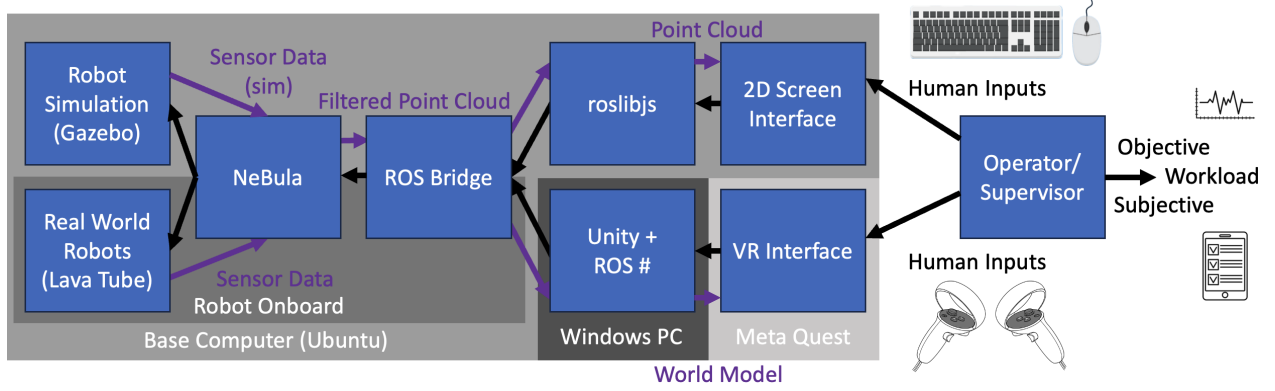 Robot
Simulation
(Gazebo)
Sensor Data
(sim)
Filtered Point Cloud
NeBula
ROS Bridge
Real World
Robots
(Lava Tube)
Sensor Data
Robot Onboard
Base Computer (Ubuntu)
roslibjs
Point Cloud
2D Screen
Interface
Unity +
ROS #
VR Interface
Windows PC
Meta Quest
World Model
Human Inputs
Operator/
Supervisor
Human Inputs
Objective
Workload
Subjective